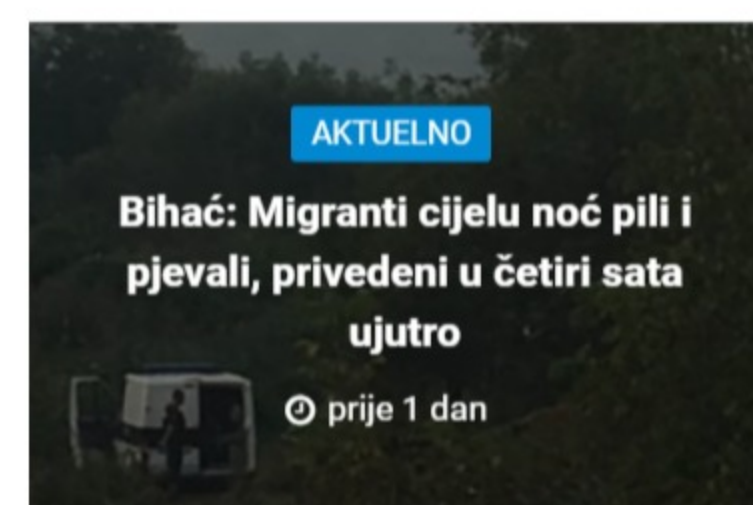 AKTUELNO
Bihać: Migranti cijelu noć pili i
pjevali, privedeni u četiri sata
ujutro
prije 1 dan